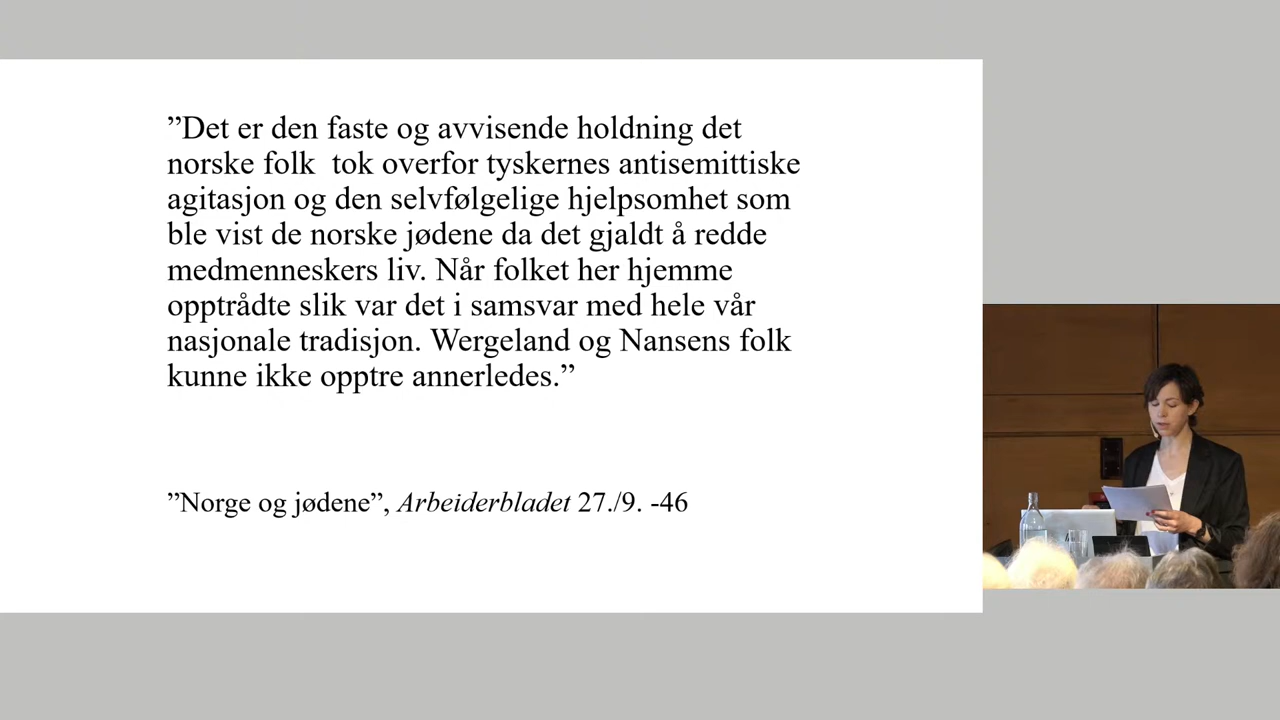 ”Det er den faste og avvisende holdning det
norske folk  tok overfor tyskernes antisemittiske
agitasjon og den selvfølgelige hjelpsomhet som
ble vist de norske jødene da det gjaldt å redde
medmenneskers liv. Når folket her hjemme
opptrådte slik var det i samsvar med hele vår
nasjonale tradisjon. Wergeland og Nansens folk
kunne ikke opptre annerledes.”
”Norge og jødene”, Arbeiderbladet 27./9. -46